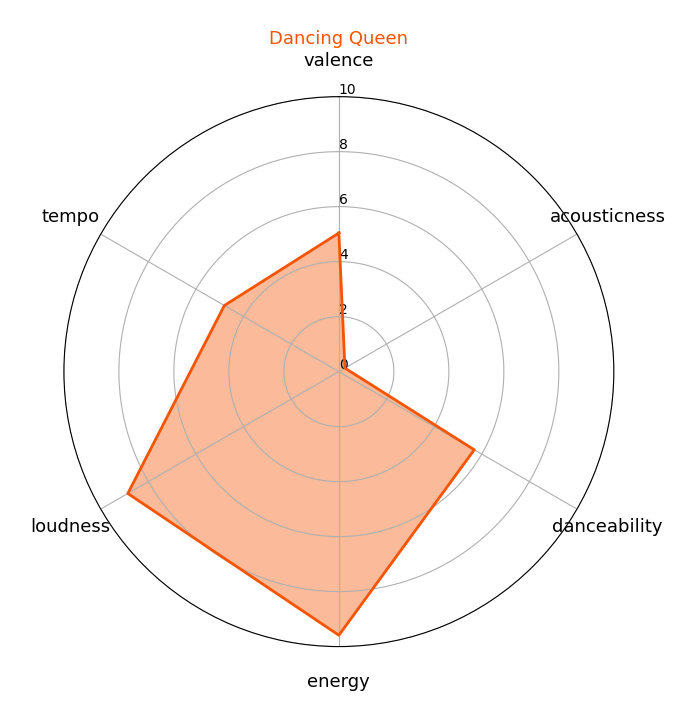 Dancing Queen
valence
10
8
6
4
2
0
tempo
acousticness
loudness
danceability
energy